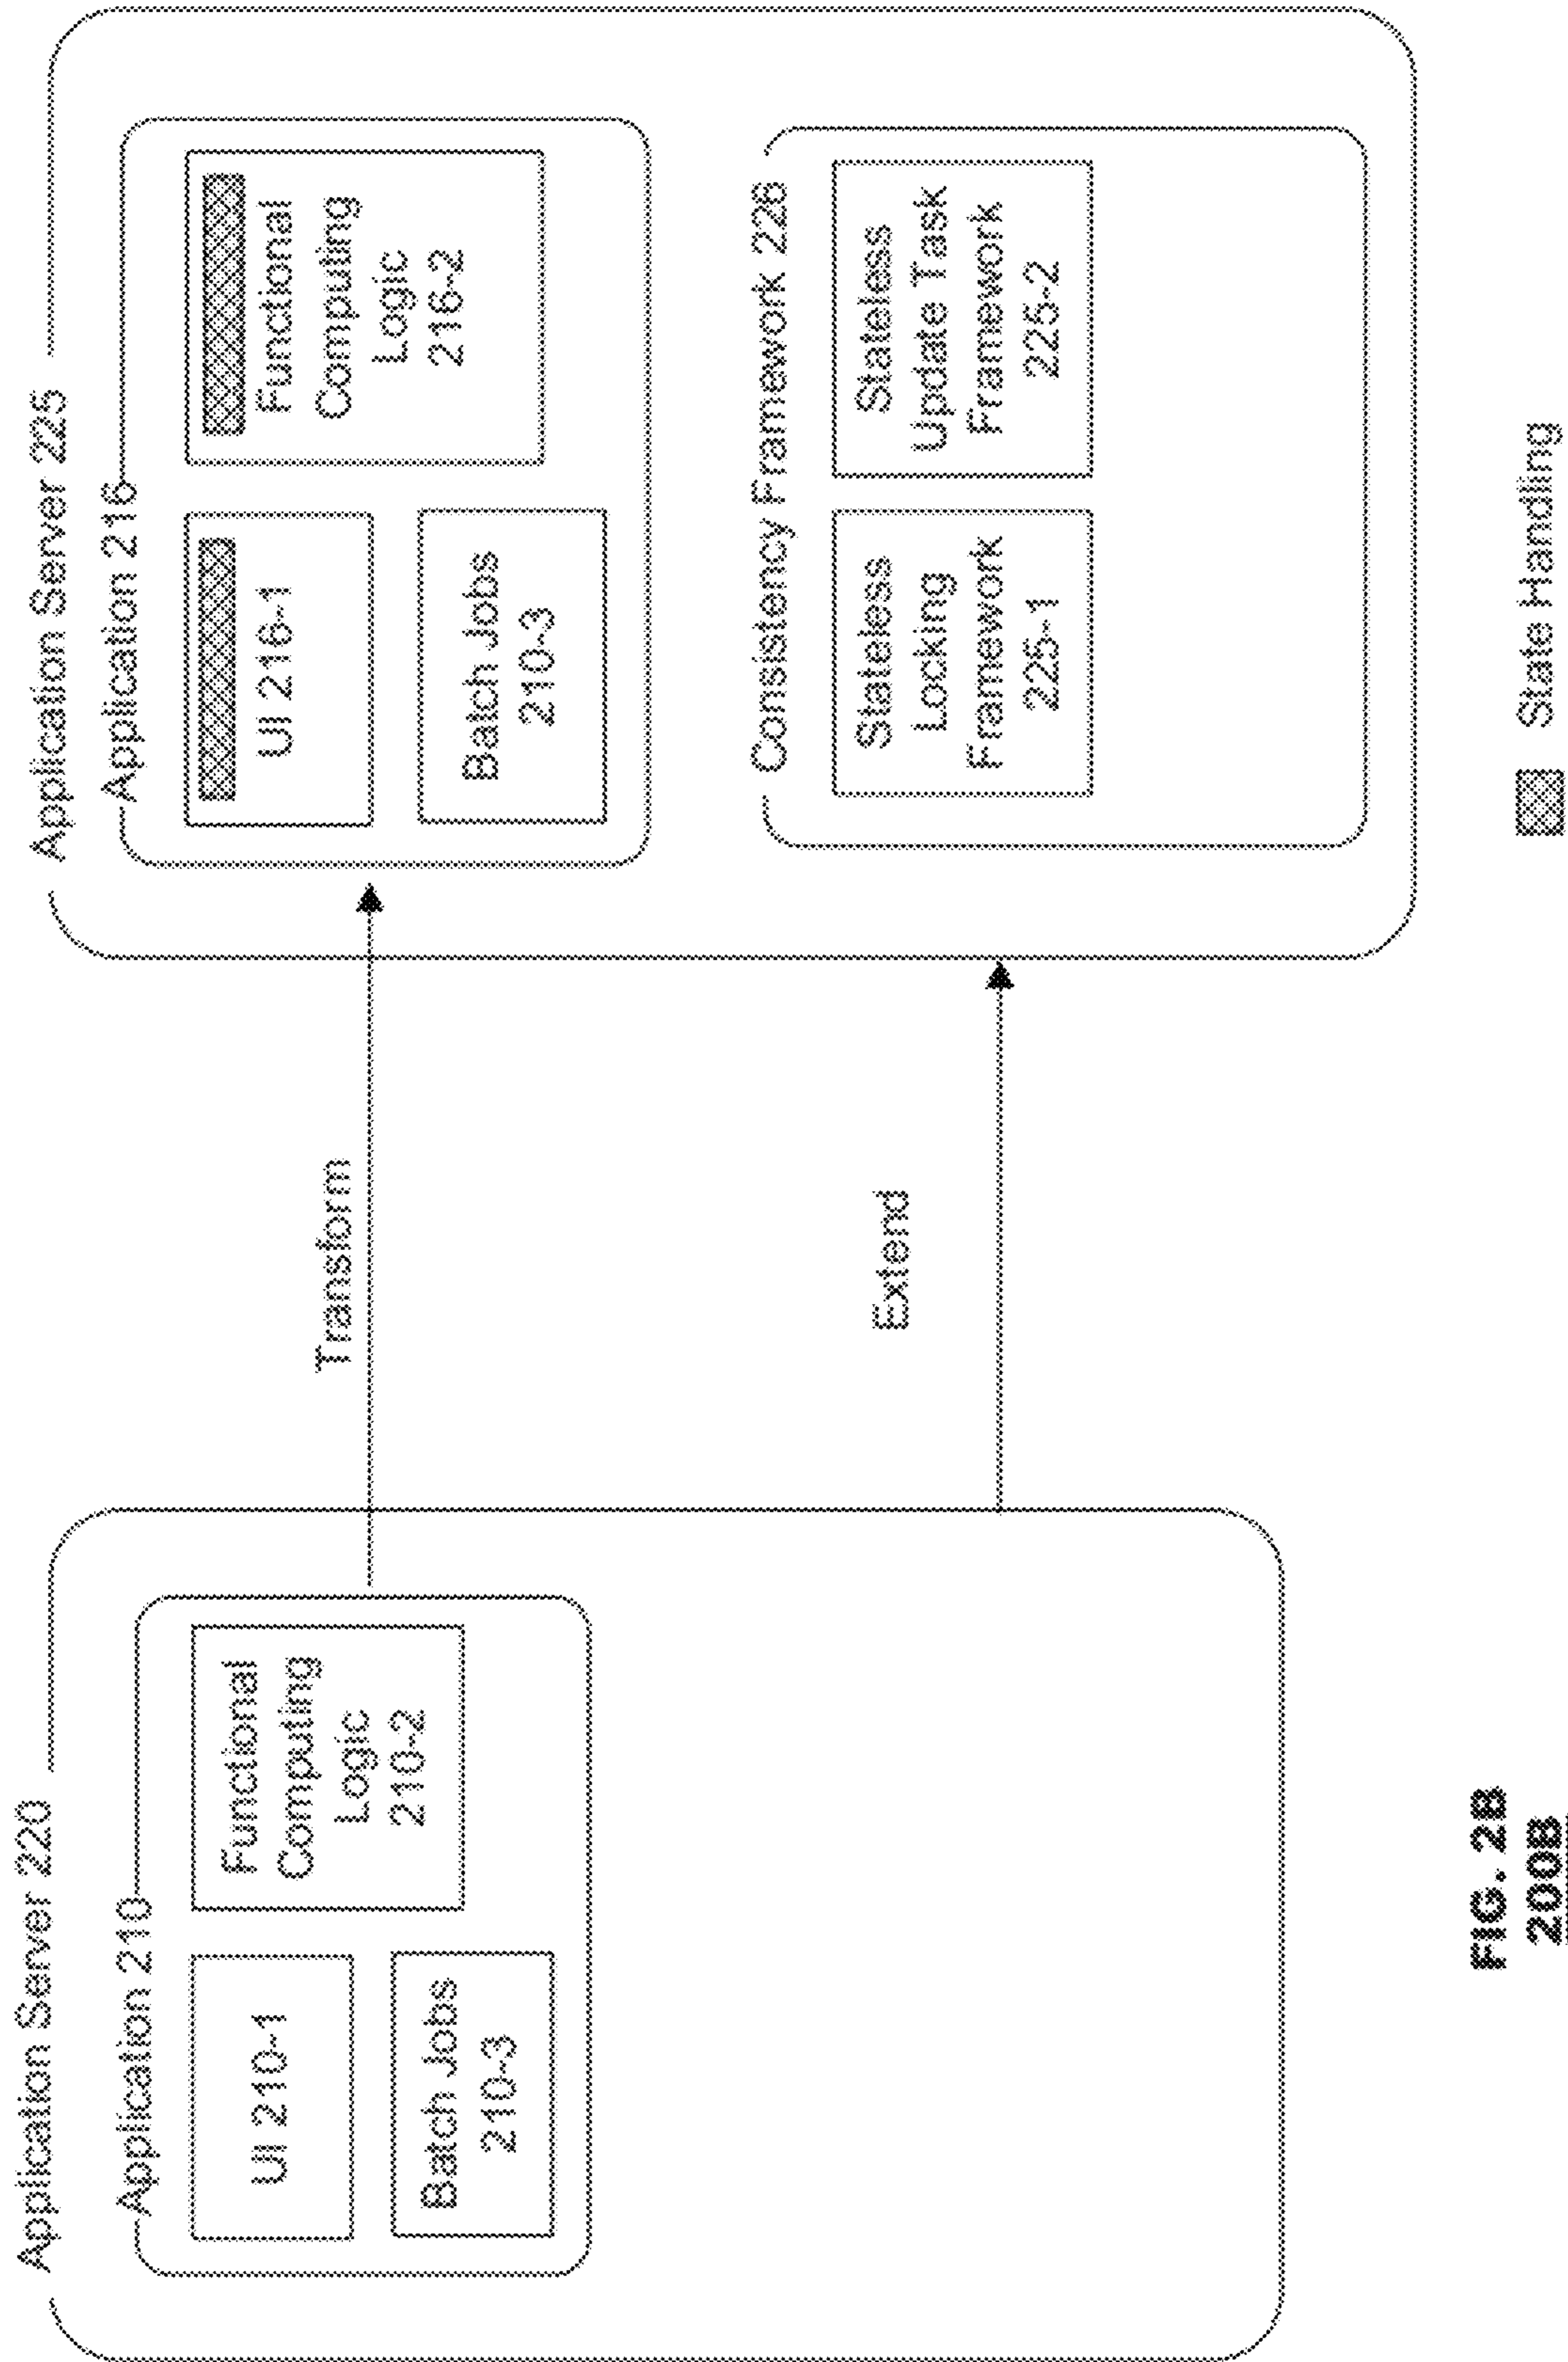 Application Server 220
Application 210
UI 210-1
Functional
Computing
Logic
210-2
Batch Jobs
210-3
Transform
Extend
Application Server 225
Application 216
UI 216-1
Functional
Computing
Logic
216-2
Batch Jobs
210-3
Consistency Framework 226
Stateless
Locking
Framework
225-1
Stateless
Update Task
Framework
225-2
State Handling
FIG. 2B
200B